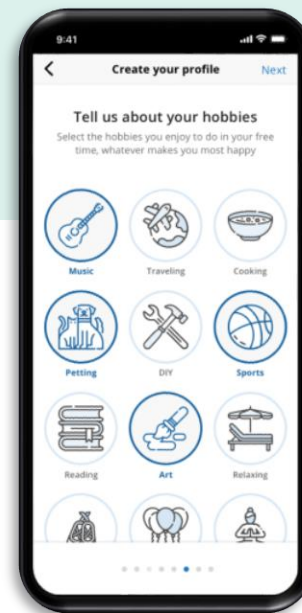 9:41
Create your profile
Next
Tell us about your hobbies
Select the hobbies you enjoy to do in your free
time, whatever makes you most happy
Music
Traveling
Cooking
Petting
DIY
Sports
Reading
Art
Relaxing